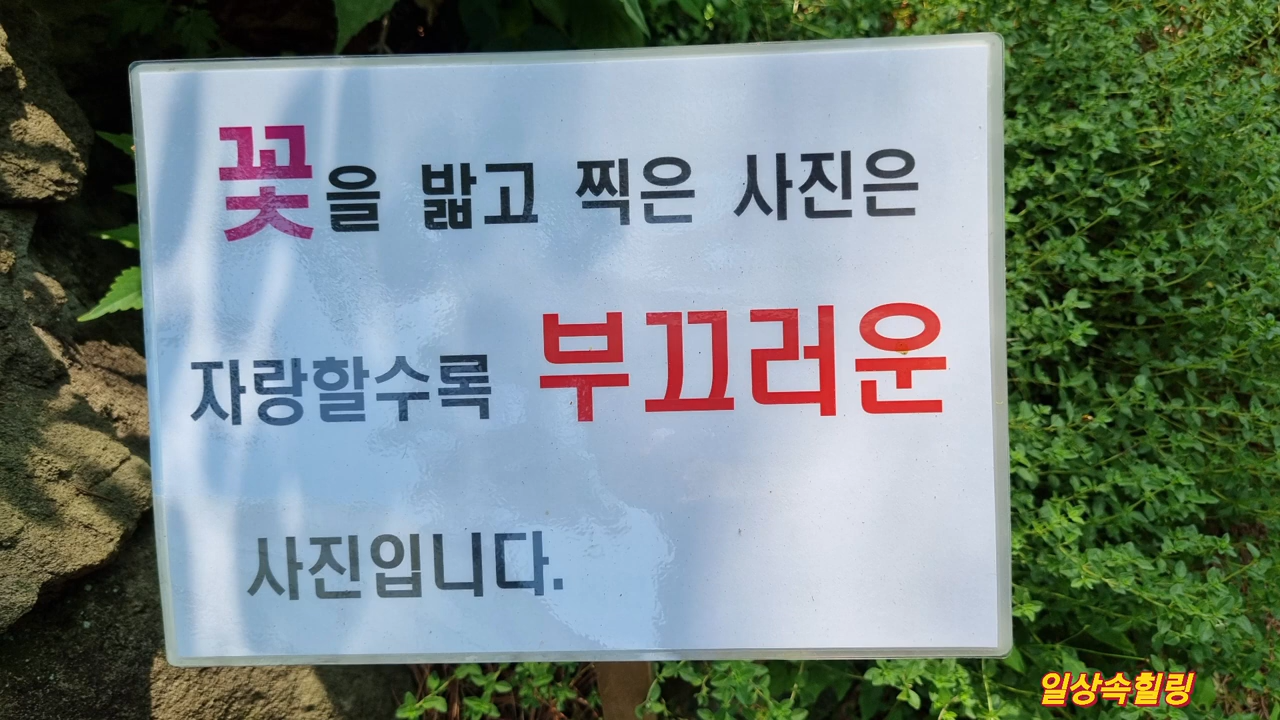 꽃을 밟고 찍은 사진은
자랑할수록 부끄러운
사진입니다.
일상속힐링